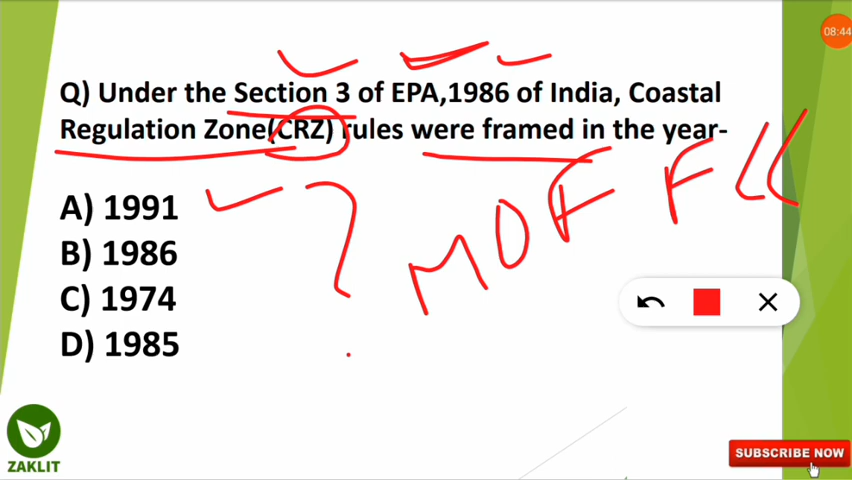 08:44
Q) Under the Section 3 of EPA,1986 of India, Coastal
Regulation Zone(CRZ) rules were framed in the year-
A) 1991
B) 1986
C) 1974
D) 1985
?
MOEFCC
ZAKLIT
SUBSCRIBE NOW